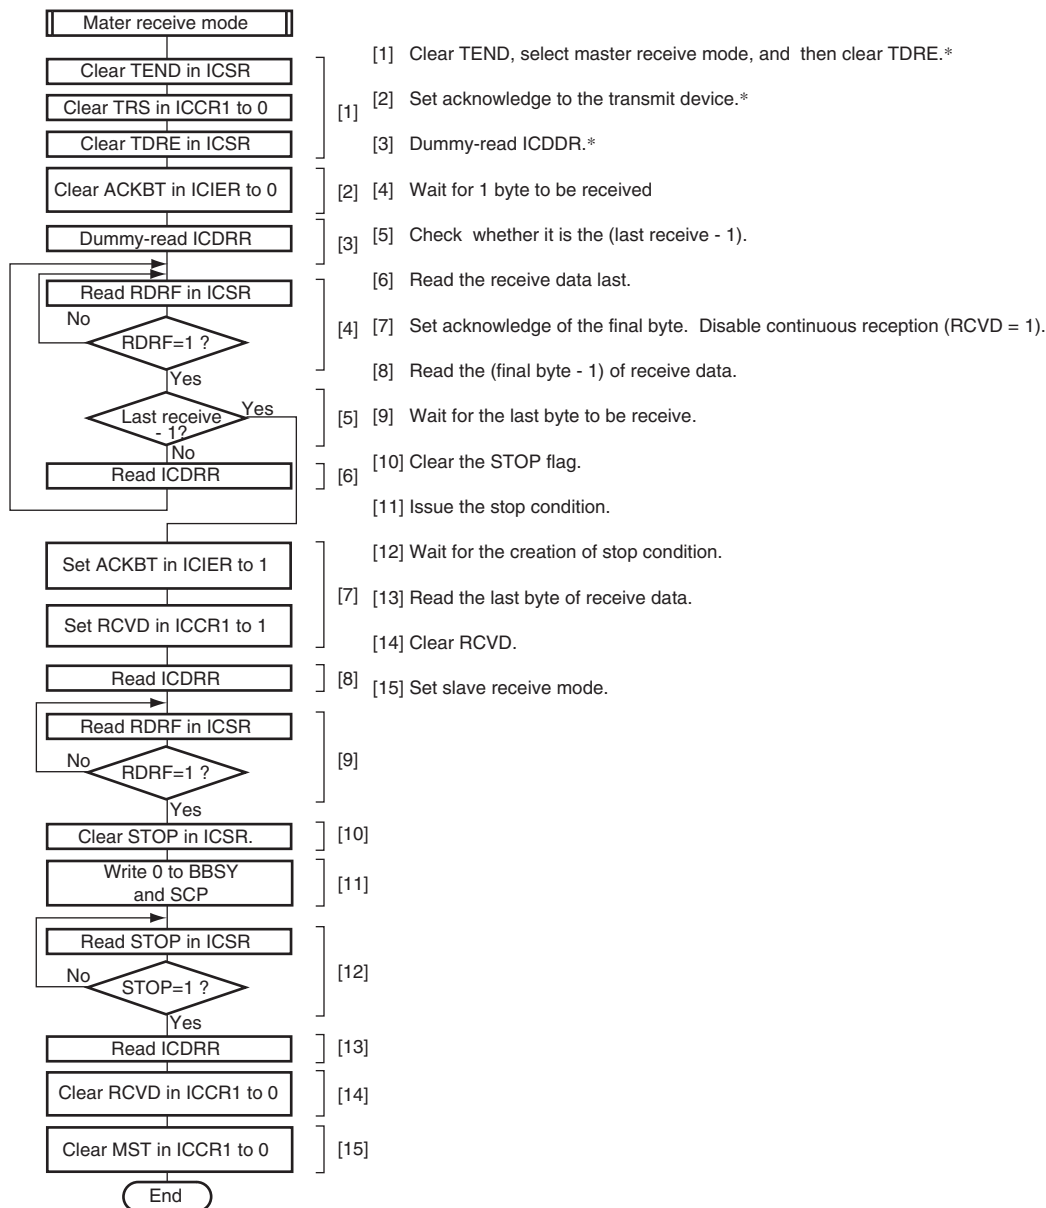 Mater receive mode
Clear TEND in ICSR
Clear TRS in ICCR1 to 0
Clear TDRE in ICSR
[1]
Clear ACKBT in ICIER to 0
[2]
Dummy-read ICDRR
[3]
Read RDRF in ICSR
No
RDRF=1 ?
[4]
Yes
Last receive
- 1?
Yes
[5]
No
Read ICDRR
[6]
Set ACKBT in ICIER to 1
[7]
Set RCVD in ICCR1 to 1
Read ICDRR
[8]
Read RDRF in ICSR
No
RDRF=1 ?
[9]
Yes
Clear STOP in ICSR.
[10]
Write 0 to BBSY
and SCP
[11]
Read STOP in ICSR
No
STOP=1 ?
[12]
Yes
Read ICDRR
[13]
Clear RCVD in ICCR1 to 0
[14]
Clear MST in ICCR1 to 0
[15]
End
[1] Clear TEND, select master receive mode, and then clear TDRE.*
[2] Set acknowledge to the transmit device.*
[3] Dummy-read ICDDR.*
[4] Wait for 1 byte to be received
[5] Check whether it is the (last receive - 1).
[6] Read the receive data last.
[7] Set acknowledge of the final byte. Disable continuous reception (RCVD = 1).
[8] Read the (final byte - 1) of receive data.
[9] Wait for the last byte to be receive.
[10] Clear the STOP flag.
[11] Issue the stop condition.
[12] Wait for the creation of stop condition.
[13] Read the last byte of receive data.
[14] Clear RCVD.
[15] Set slave receive mode.